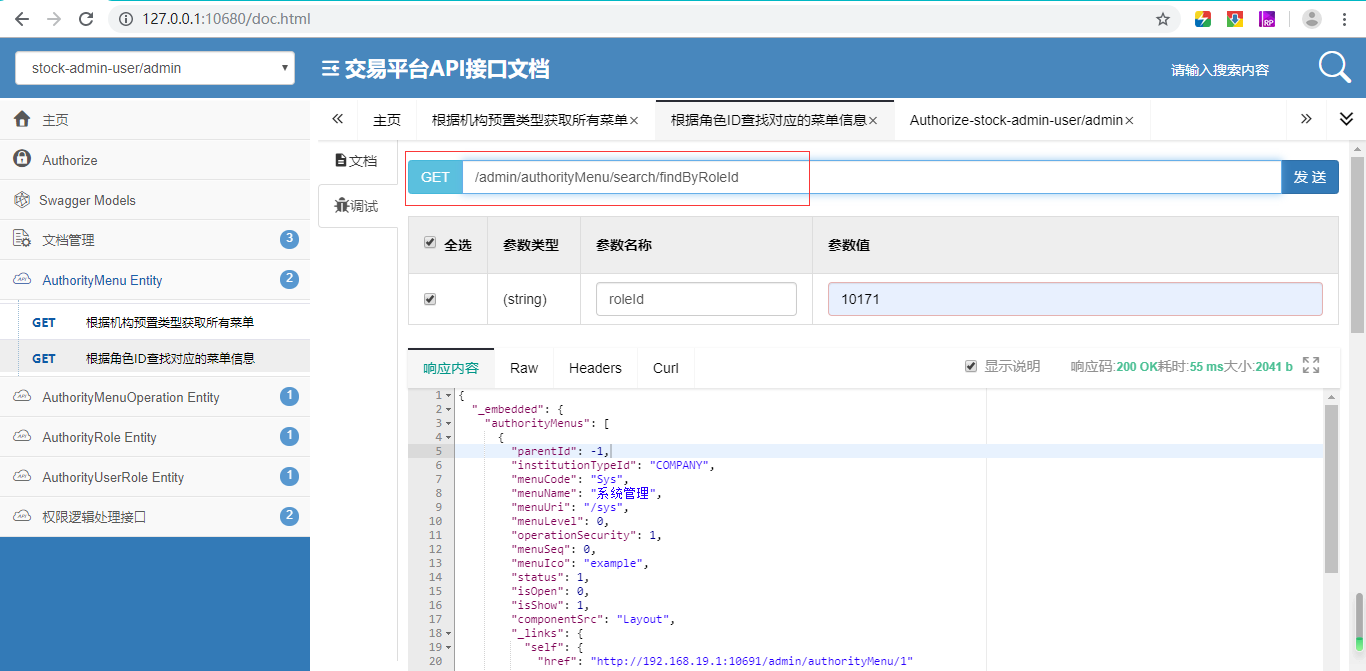 127.0.0.1:10680/doc.html
stock-admin-user/admin
交易平台API接口文档
请输入搜索内容
主页
Authorize
Swagger Models
文档管理 3
AuthorityMenu Entity 2
GET 根据机构预置类型获取所有菜单
GET 根据角色ID查找对应的菜单信息
AuthorityMenuOperation Entity 1
AuthorityRole Entity 1
AuthorityUserRole Entity 1
权限逻辑处理接口 2
主页 根据机构预置类型获取所有菜单× 根据角色ID查找对应的菜单信息× Authorize-stock-admin-user/admin×
文档
调试
GET /admin/authorityMenu/search/findByRoleId 发 送
全选 参数类型 参数名称 参数值
(string) roleId 10171
响应内容 Raw Headers Curl 显示说明 响应码:200 OK耗时:55 ms大小:2041 b
1 {
2 "_embedded": {
3 "authorityMenus": [
4 {
5 "parentId": -1,
6 "institutionTypeId": "COMPANY",
7 "menuCode": "Sys",
8 "menuName": "系统管理",
9 "menuUri": "/sys",
10 "menuLevel": 0,
11 "operationSecurity": 1,
12 "menuSeq": 0,
13 "menuIco": "example",
14 "status": 1,
15 "isOpen": 0,
16 "isShow": 1,
17 "componentSrc": "Layout",
18 "_links": {
19 "self": {
20 "href": "http://192.168.19.1:10691/admin/authorityMenu/1"